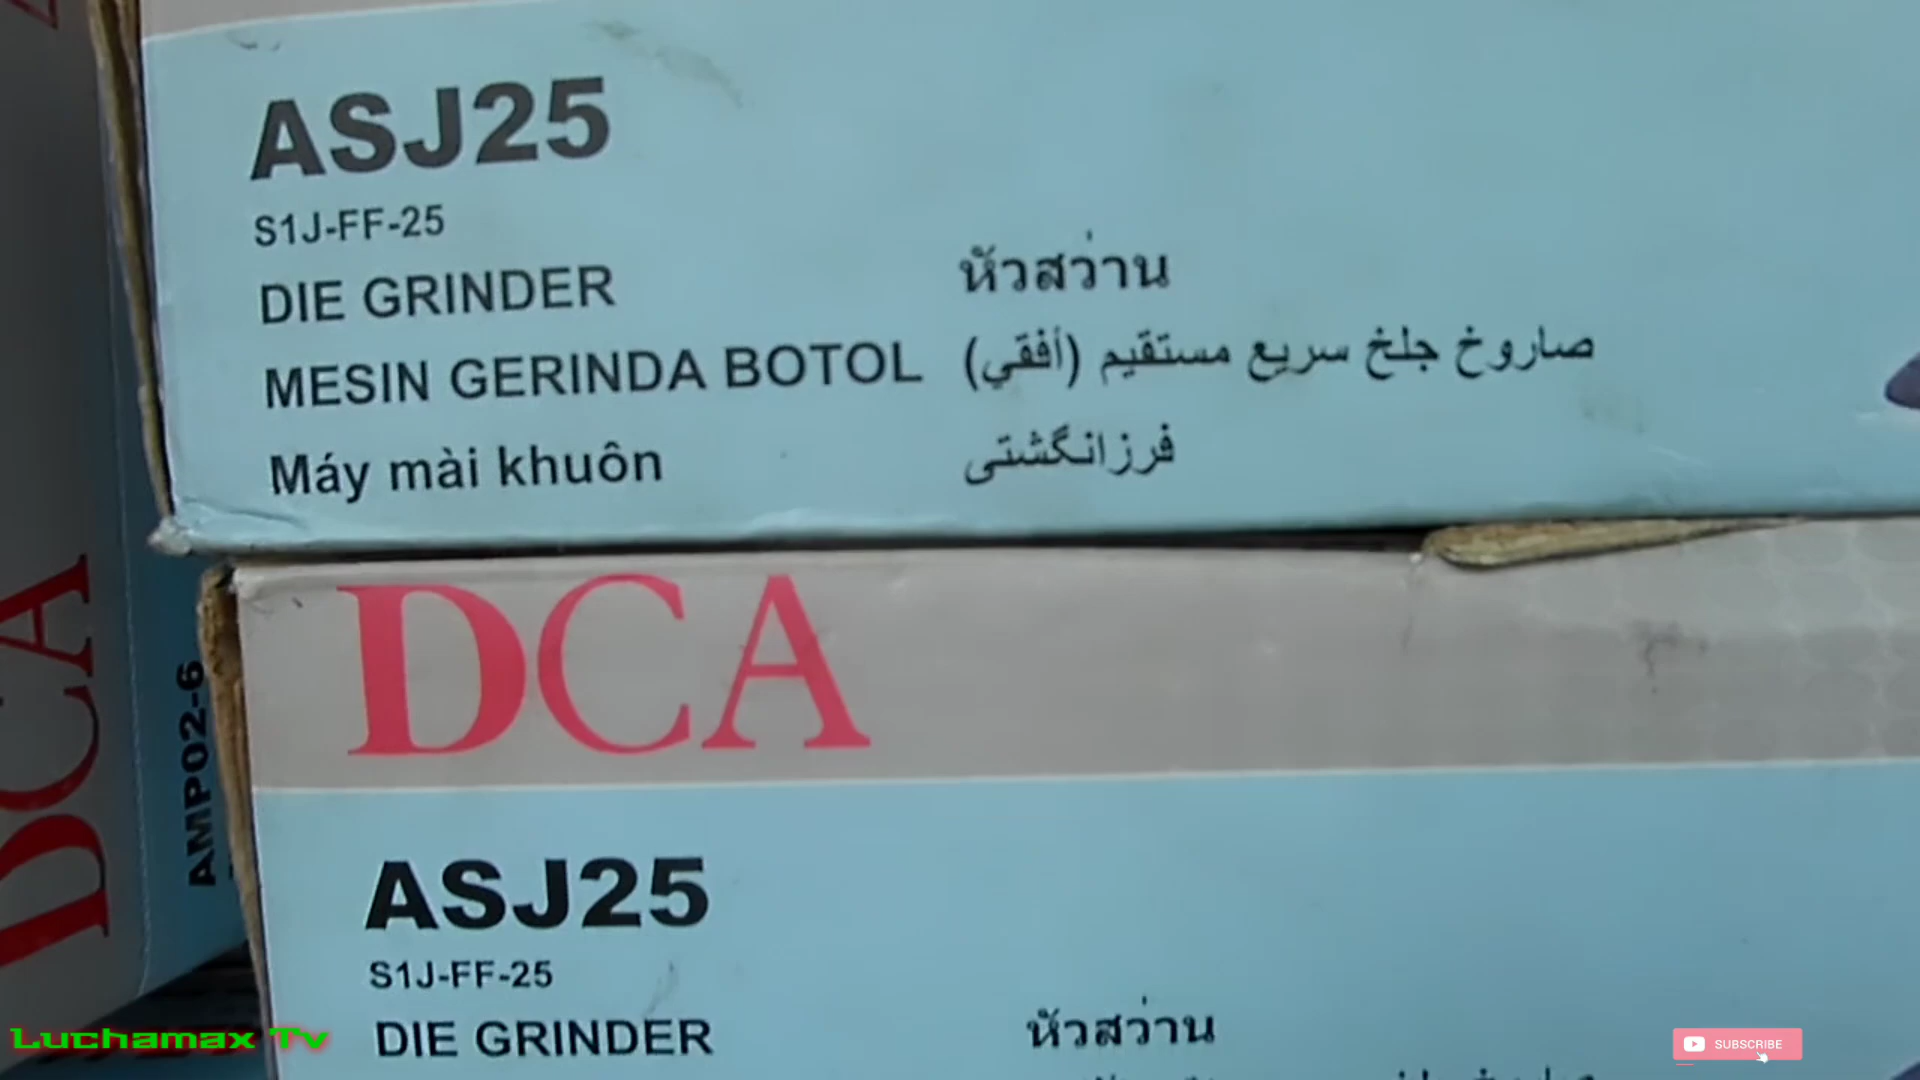 ASJ25
S1J-FF-25
DIE GRINDER
หัวสว่าน
MESIN GERINDA BOTOL
صاروخ جلخ سريع مستقيم (أفقي)
Máy mài khuôn
فرزانگشتی
DCA
AMP02-6
DCA
ASJ25
S1J-FF-25
DIE GRINDER
หัวสว่าน
Luchamax Tv
SUBSCRIBE